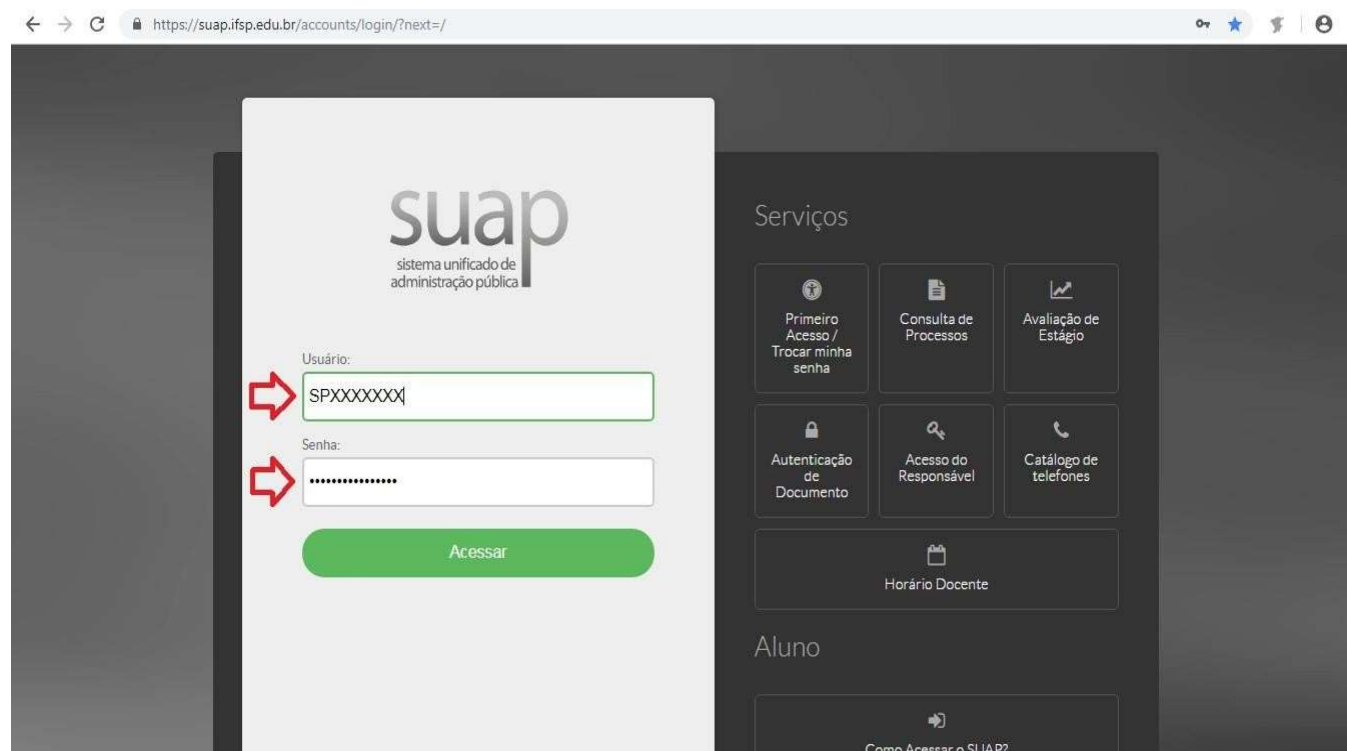 https://suap.ifsp.edu.br/accounts/login/?next=/
suap
sistema unificado de
administração pública
Usuário:
SPXXXXXXX
Senha:
••••••••••••••••
Acessar
Serviços
Primeiro
Acesso /
Trocar minha
senha
Consulta de
Processos
Avaliação de
Estágio
Autenticação
de
Documento
Acesso do
Responsável
Catálogo de
telefones
Horário Docente
Aluno
Como Acessar o SUAP?